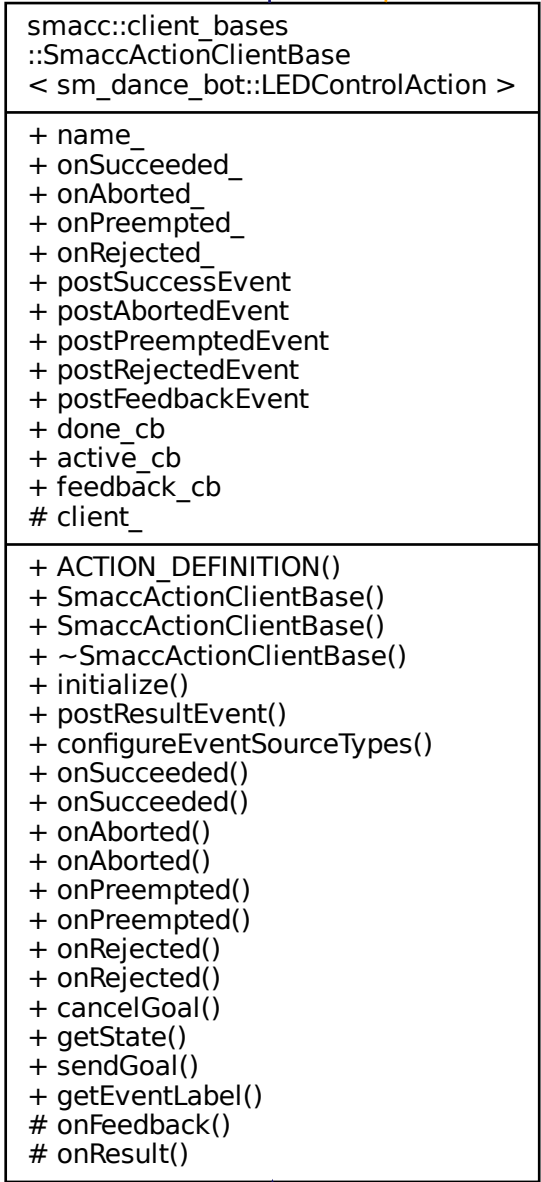 smacc::client_bases
::SmaccActionClientBase
< sm_dance_bot::LEDControlAction >
+ name_
+ onSucceeded_
+ onAborted_
+ onPreempted_
+ onRejected_
+ postSuccessEvent
+ postAbortedEvent
+ postPreemptedEvent
+ postRejectedEvent
+ postFeedbackEvent
+ done_cb
+ active_cb
+ feedback_cb
# client_
+ ACTION_DEFINITION()
+ SmaccActionClientBase()
+ SmaccActionClientBase()
+ ~SmaccActionClientBase()
+ initialize()
+ postResultEvent()
+ configureEventSourceTypes()
+ onSucceeded()
+ onSucceeded()
+ onAborted()
+ onAborted()
+ onPreempted()
+ onPreempted()
+ onRejected()
+ onRejected()
+ cancelGoal()
+ getState()
+ sendGoal()
+ getEventLabel()
# onFeedback()
# onResult()